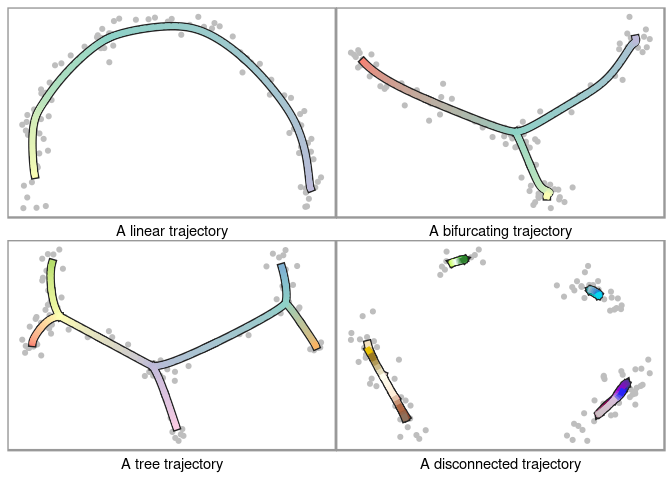 A linear trajectory
A bifurcating trajectory
A tree trajectory
A disconnected trajectory